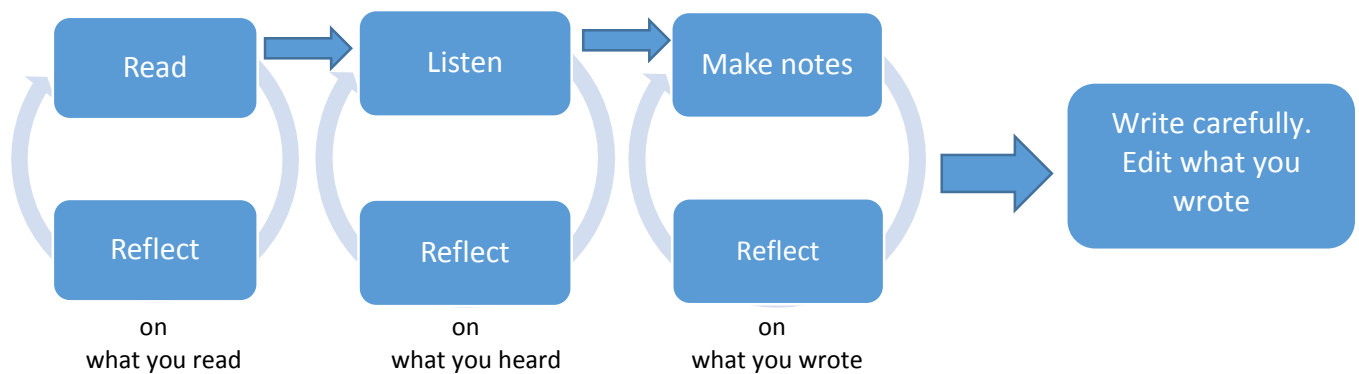 Read
Reflect
on
what you read
Listen
Reflect
on
what you heard
Make notes
Reflect
on
what you wrote
Write carefully.
Edit what you
wrote